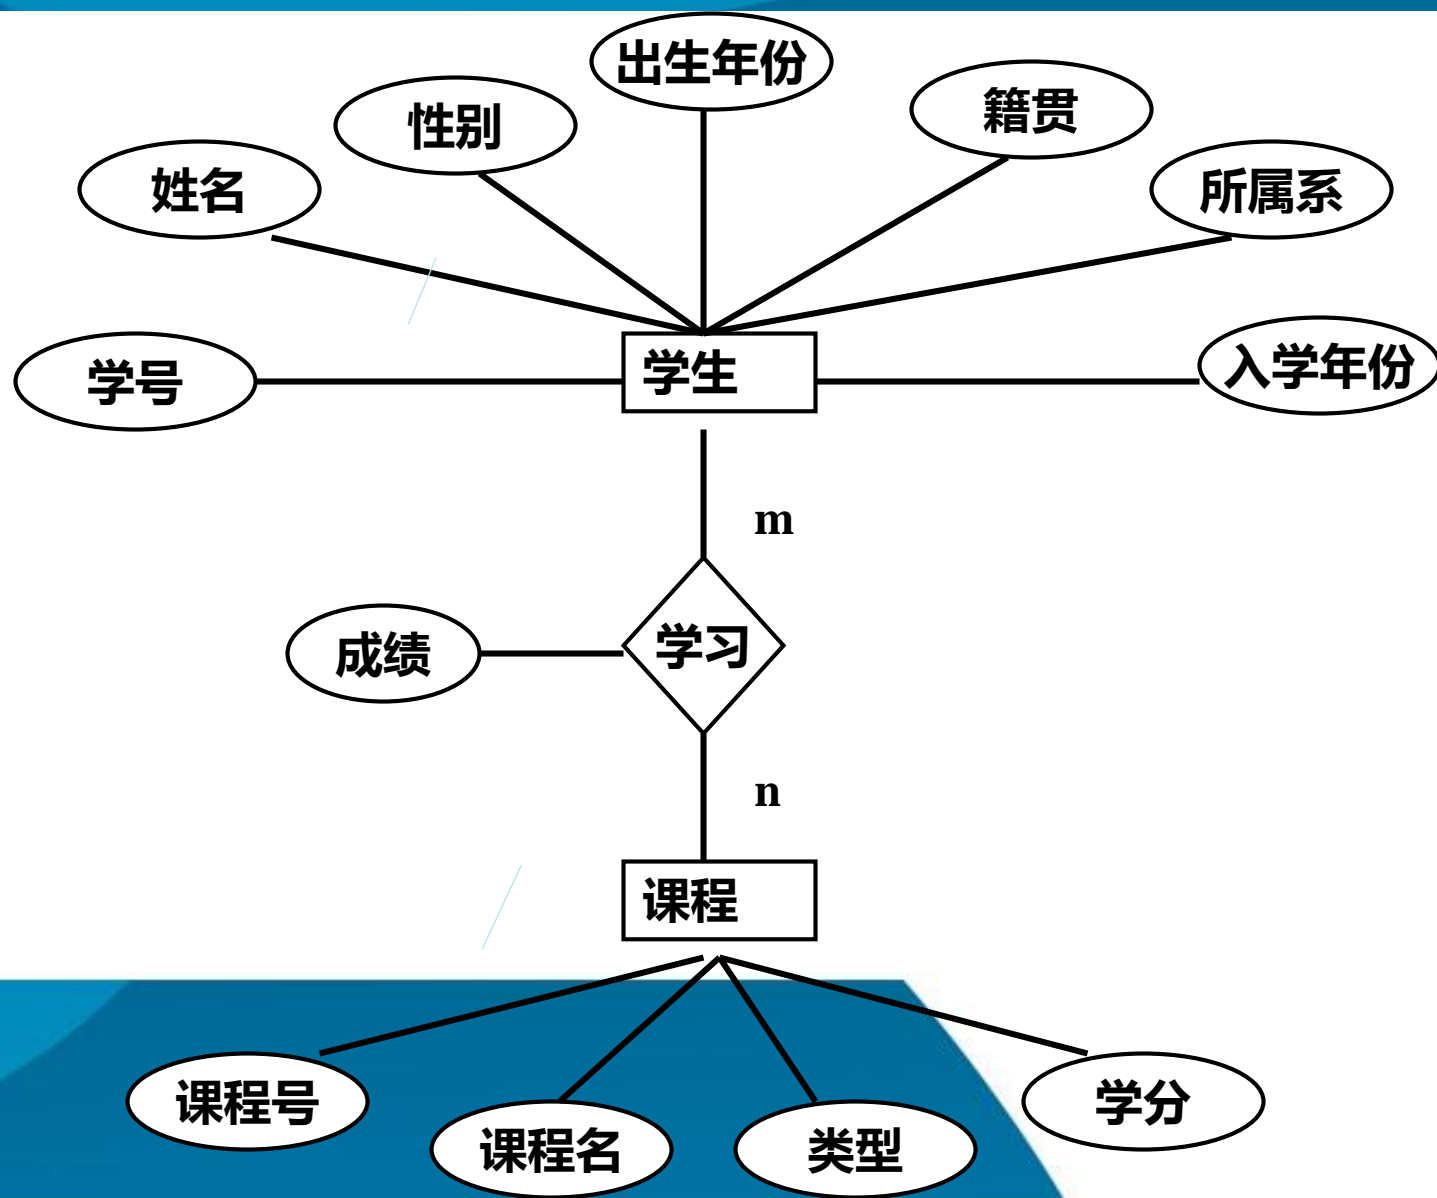 出生年份
籍贯
性别
姓名
所属系
学号
学生
入学年份
m
学习
成绩
n
课程
课程号
学分
课程名
类型